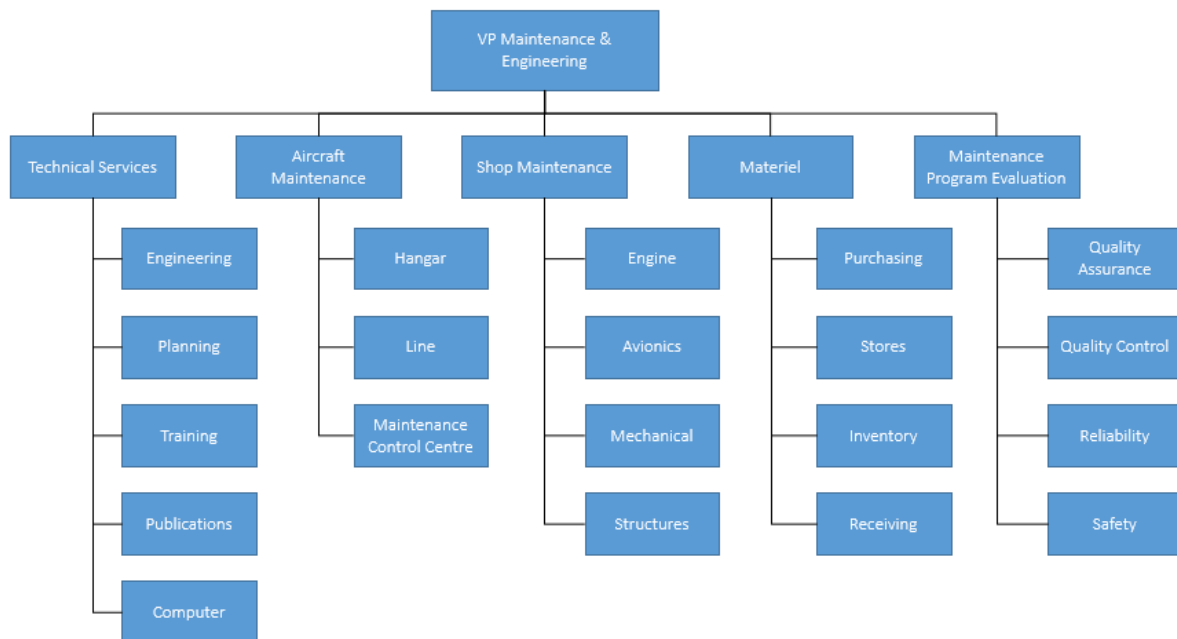 VP Maintenance &
Engineering
Technical Services
Aircraft
Maintenance
Shop Maintenance
Materiel
Maintenance
Program Evaluation
Engineering
Planning
Training
Publications
Computer
Hangar
Line
Maintenance
Control Centre
Engine
Avionics
Mechanical
Structures
Purchasing
Stores
Inventory
Receiving
Quality
Assurance
Quality Control
Reliability
Safety